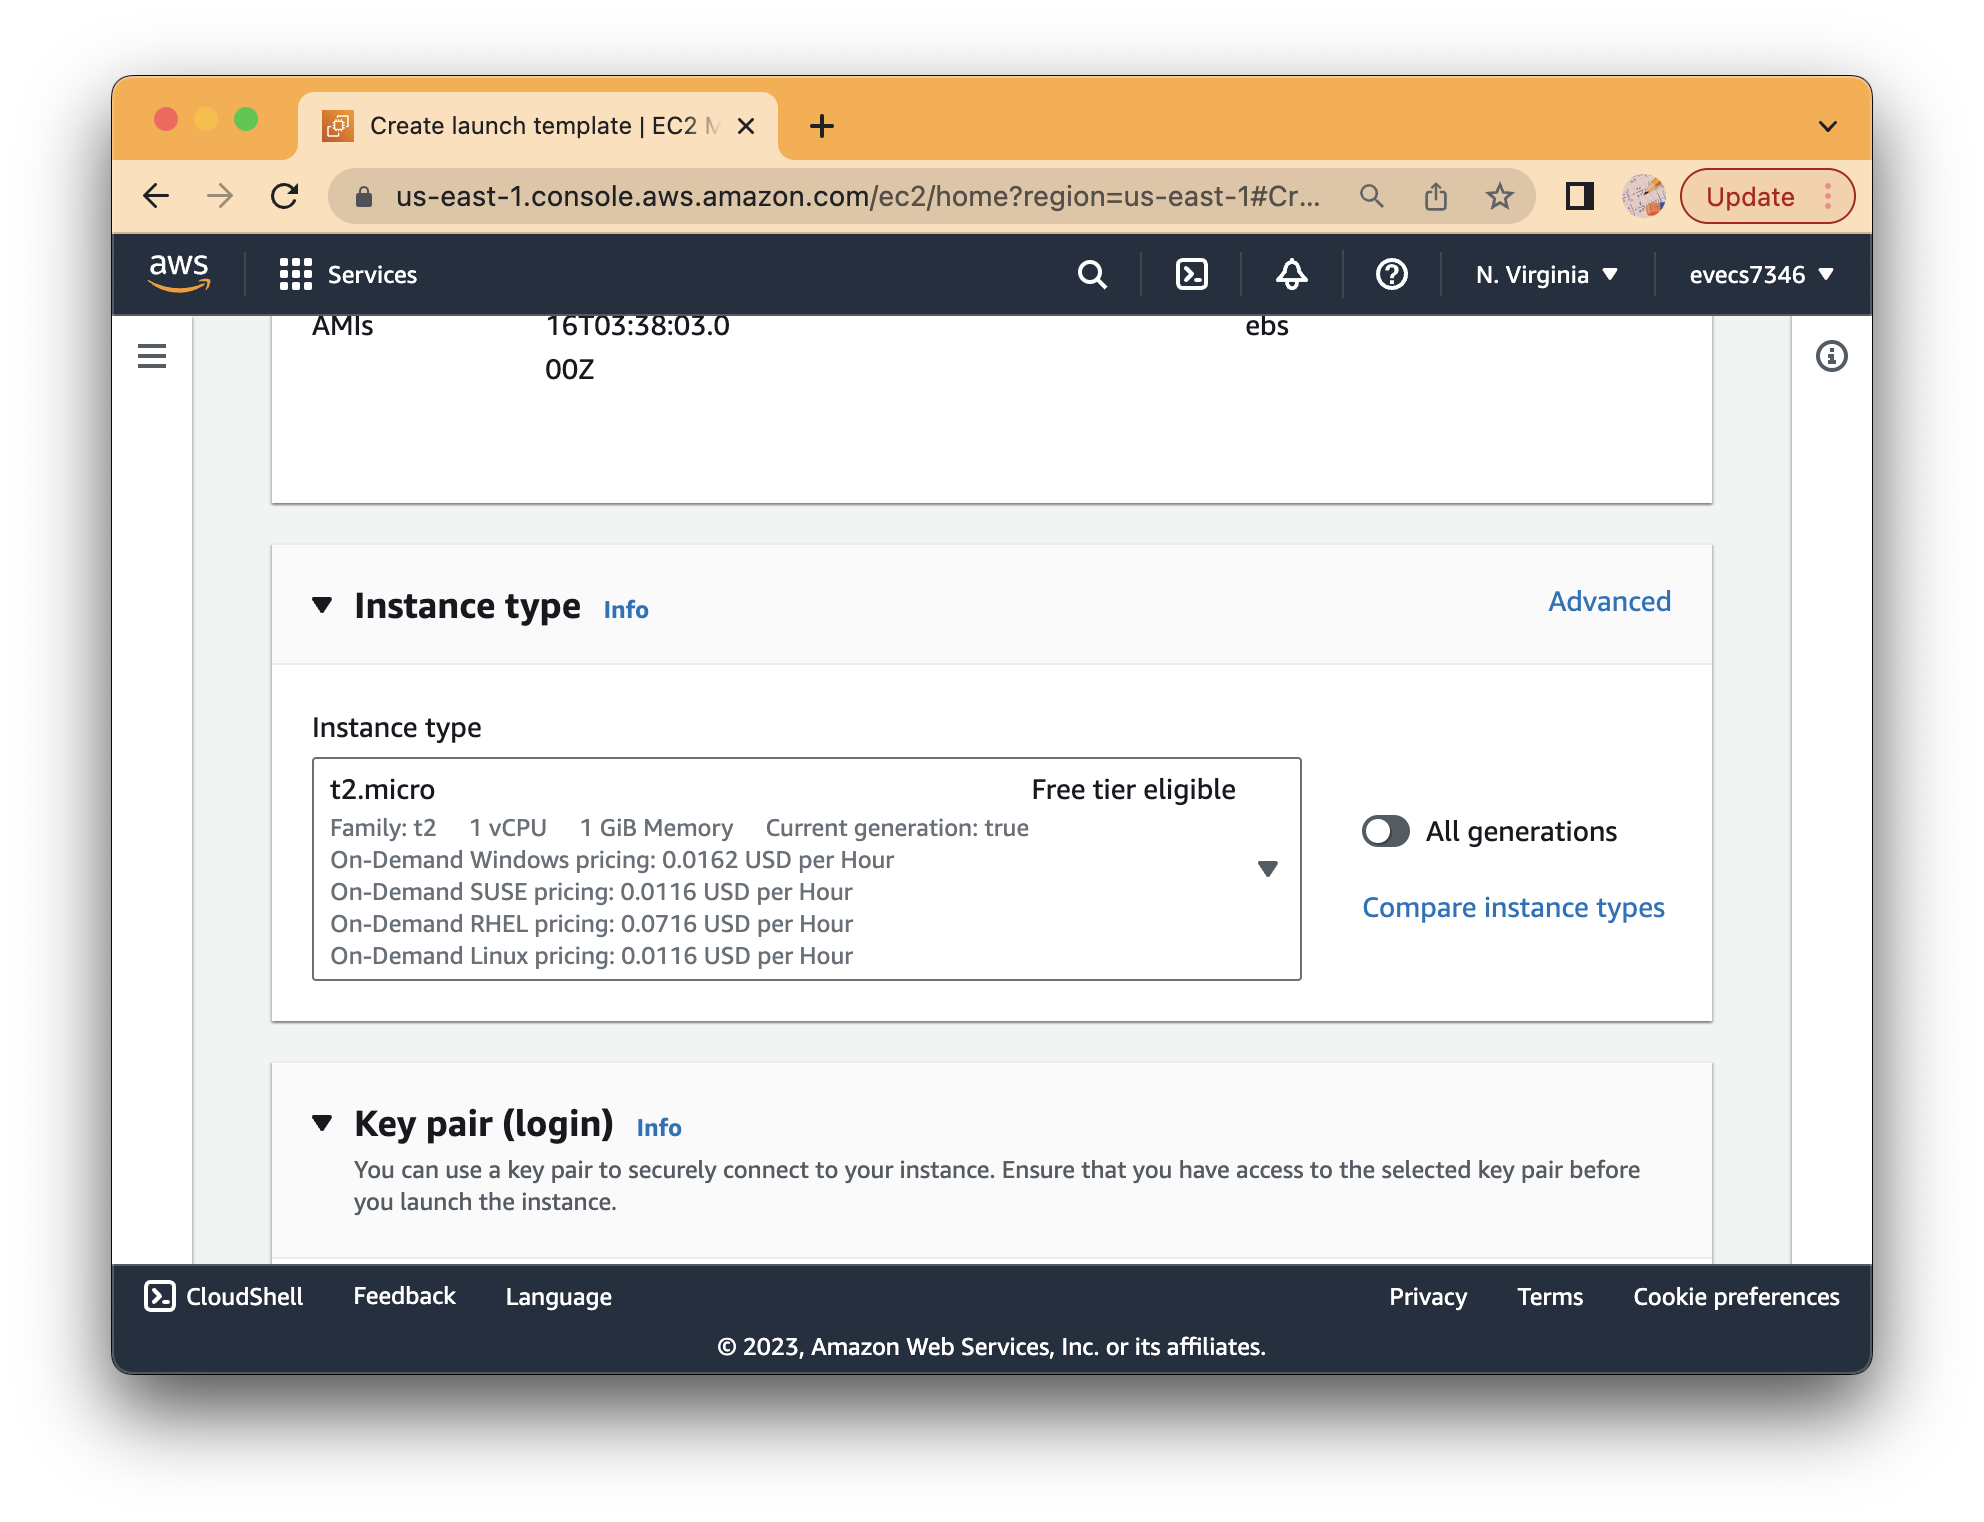 Create launch template | EC2 M
us-east-1.console.aws.amazon.com/ec2/home?region=us-east-1#Cr...
Update
aws
Services
N. Virginia
evecs7346
AMIs
16T03:38:03.0
ebs
00Z
Instance type Info
Advanced
Instance type
t2.micro
Free tier eligible
Family: t2 1 vCPU 1 GiB Memory Current generation: true
On-Demand Windows pricing: 0.0162 USD per Hour
On-Demand SUSE pricing: 0.0116 USD per Hour
On-Demand RHEL pricing: 0.0716 USD per Hour
On-Demand Linux pricing: 0.0116 USD per Hour
All generations
Compare instance types
Key pair (login) Info
You can use a key pair to securely connect to your instance. Ensure that you have access to the selected key pair before
you launch the instance.
CloudShell
Feedback
Language
Privacy
Terms
Cookie preferences
© 2023, Amazon Web Services, Inc. or its affiliates.